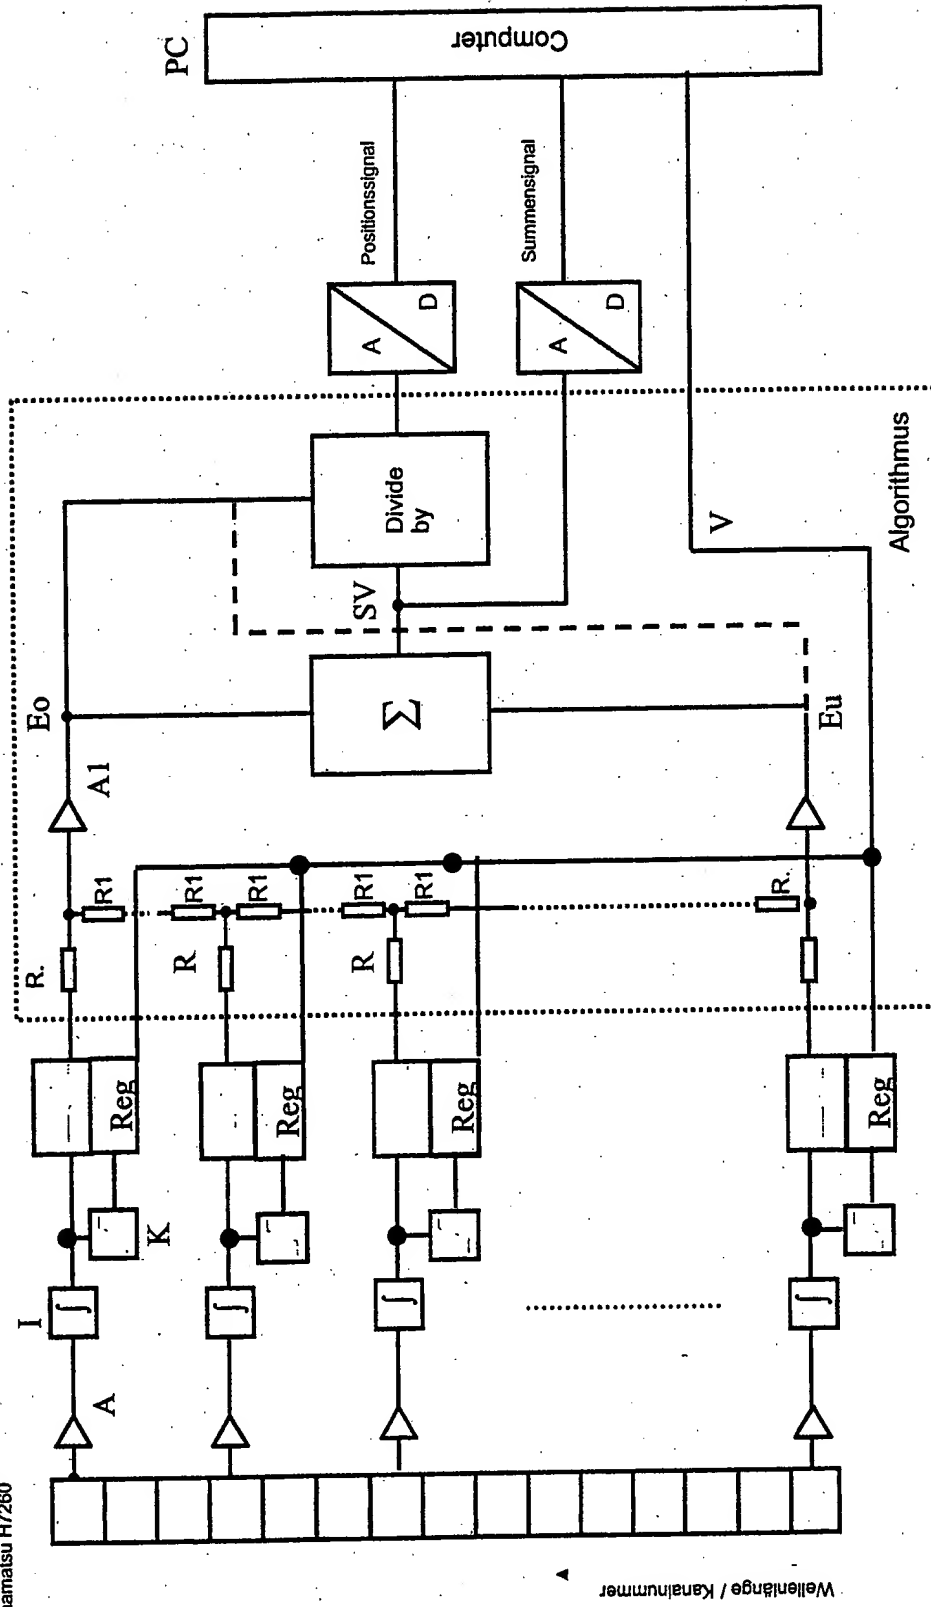 PC
Computer
Positionssignal
Summensignal
A
D
A
D
Divide
by
SV
V
Algorithmus
Σ
Eo
Eu
A1
R1
R1
R1
R1
R1
R.
R.
R
R
Reg
Reg
Reg
Reg
K
I
∫
∫
∫
∫
A
H7260
Wellenlänge / Kanalnummer